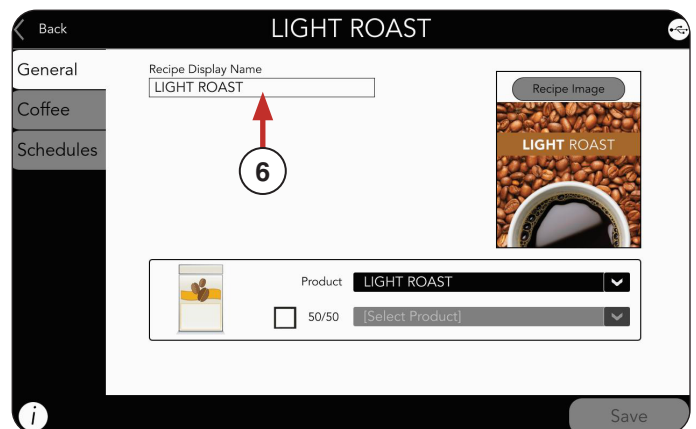 Back
LIGHT ROAST
General
Coffee
Schedules
Recipe Display Name
LIGHT ROAST
6
Recipe Image
LIGHT ROAST
Product
LIGHT ROAST
50/50
[Select Product]
i
Save